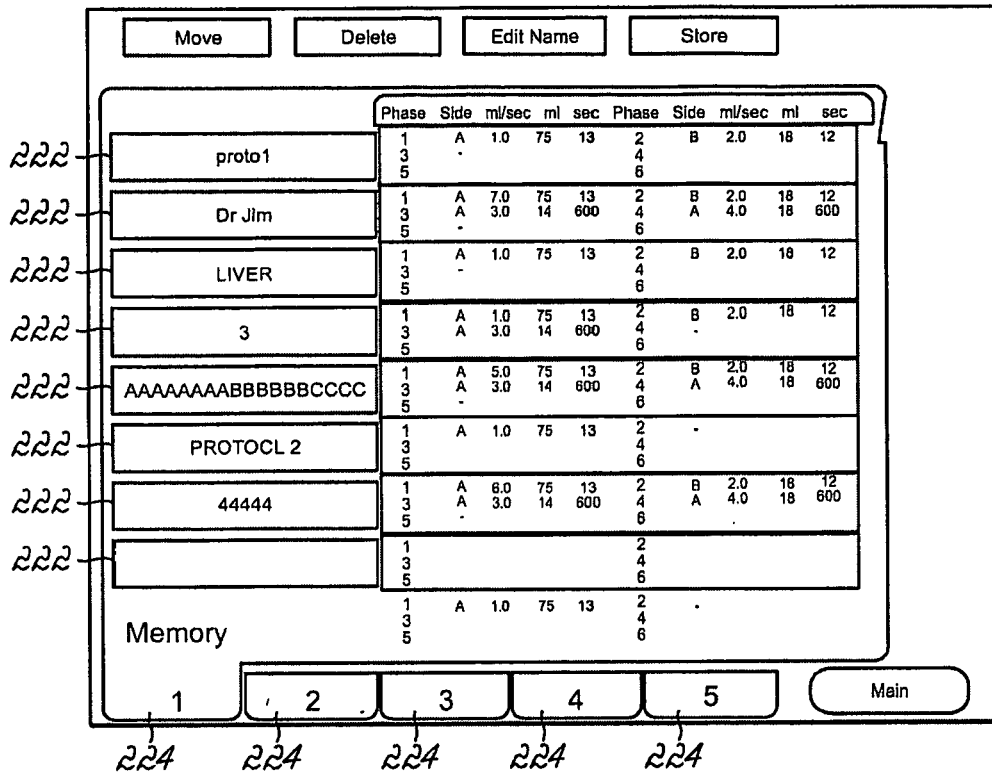 Move Delete Edit Name Store
Phase Side ml/sec ml sec Phase Side ml/sec ml sec
222 proto1 1 A 1.0 75 13 2 B 2.0 18 12
3 - 4
5 6
222 Dr Jim 1 A 7.0 75 13 2 B 2.0 18 12
3 A 3.0 14 600 4 A 4.0 18 600
5 - 6
222 LIVER 1 A 1.0 75 13 2 B 2.0 18 12
3 - 4
5 6
222 3 1 A 1.0 75 13 2 B 2.0 18 12
3 A 3.0 14 600 4 -
5 6
222 AAAAAAAABBBBBBCCCC 1 A 5.0 75 13 2 B 2.0 18 12
3 A 3.0 14 600 4 A 4.0 18 600
5 - 6
222 PROTOCL 2 1 A 1.0 75 13 2 -
3 4
5 6
222 44444 1 A 6.0 75 13 2 B 2.0 18 12
3 A 3.0 14 600 4 A 4.0 18 600
5 - 6
222 1 2
3 4
5 6
1 A 1.0 75 13 2 -
3 4
5 6
Memory
1 2 3 4 5 Main
224 224 224 224 224